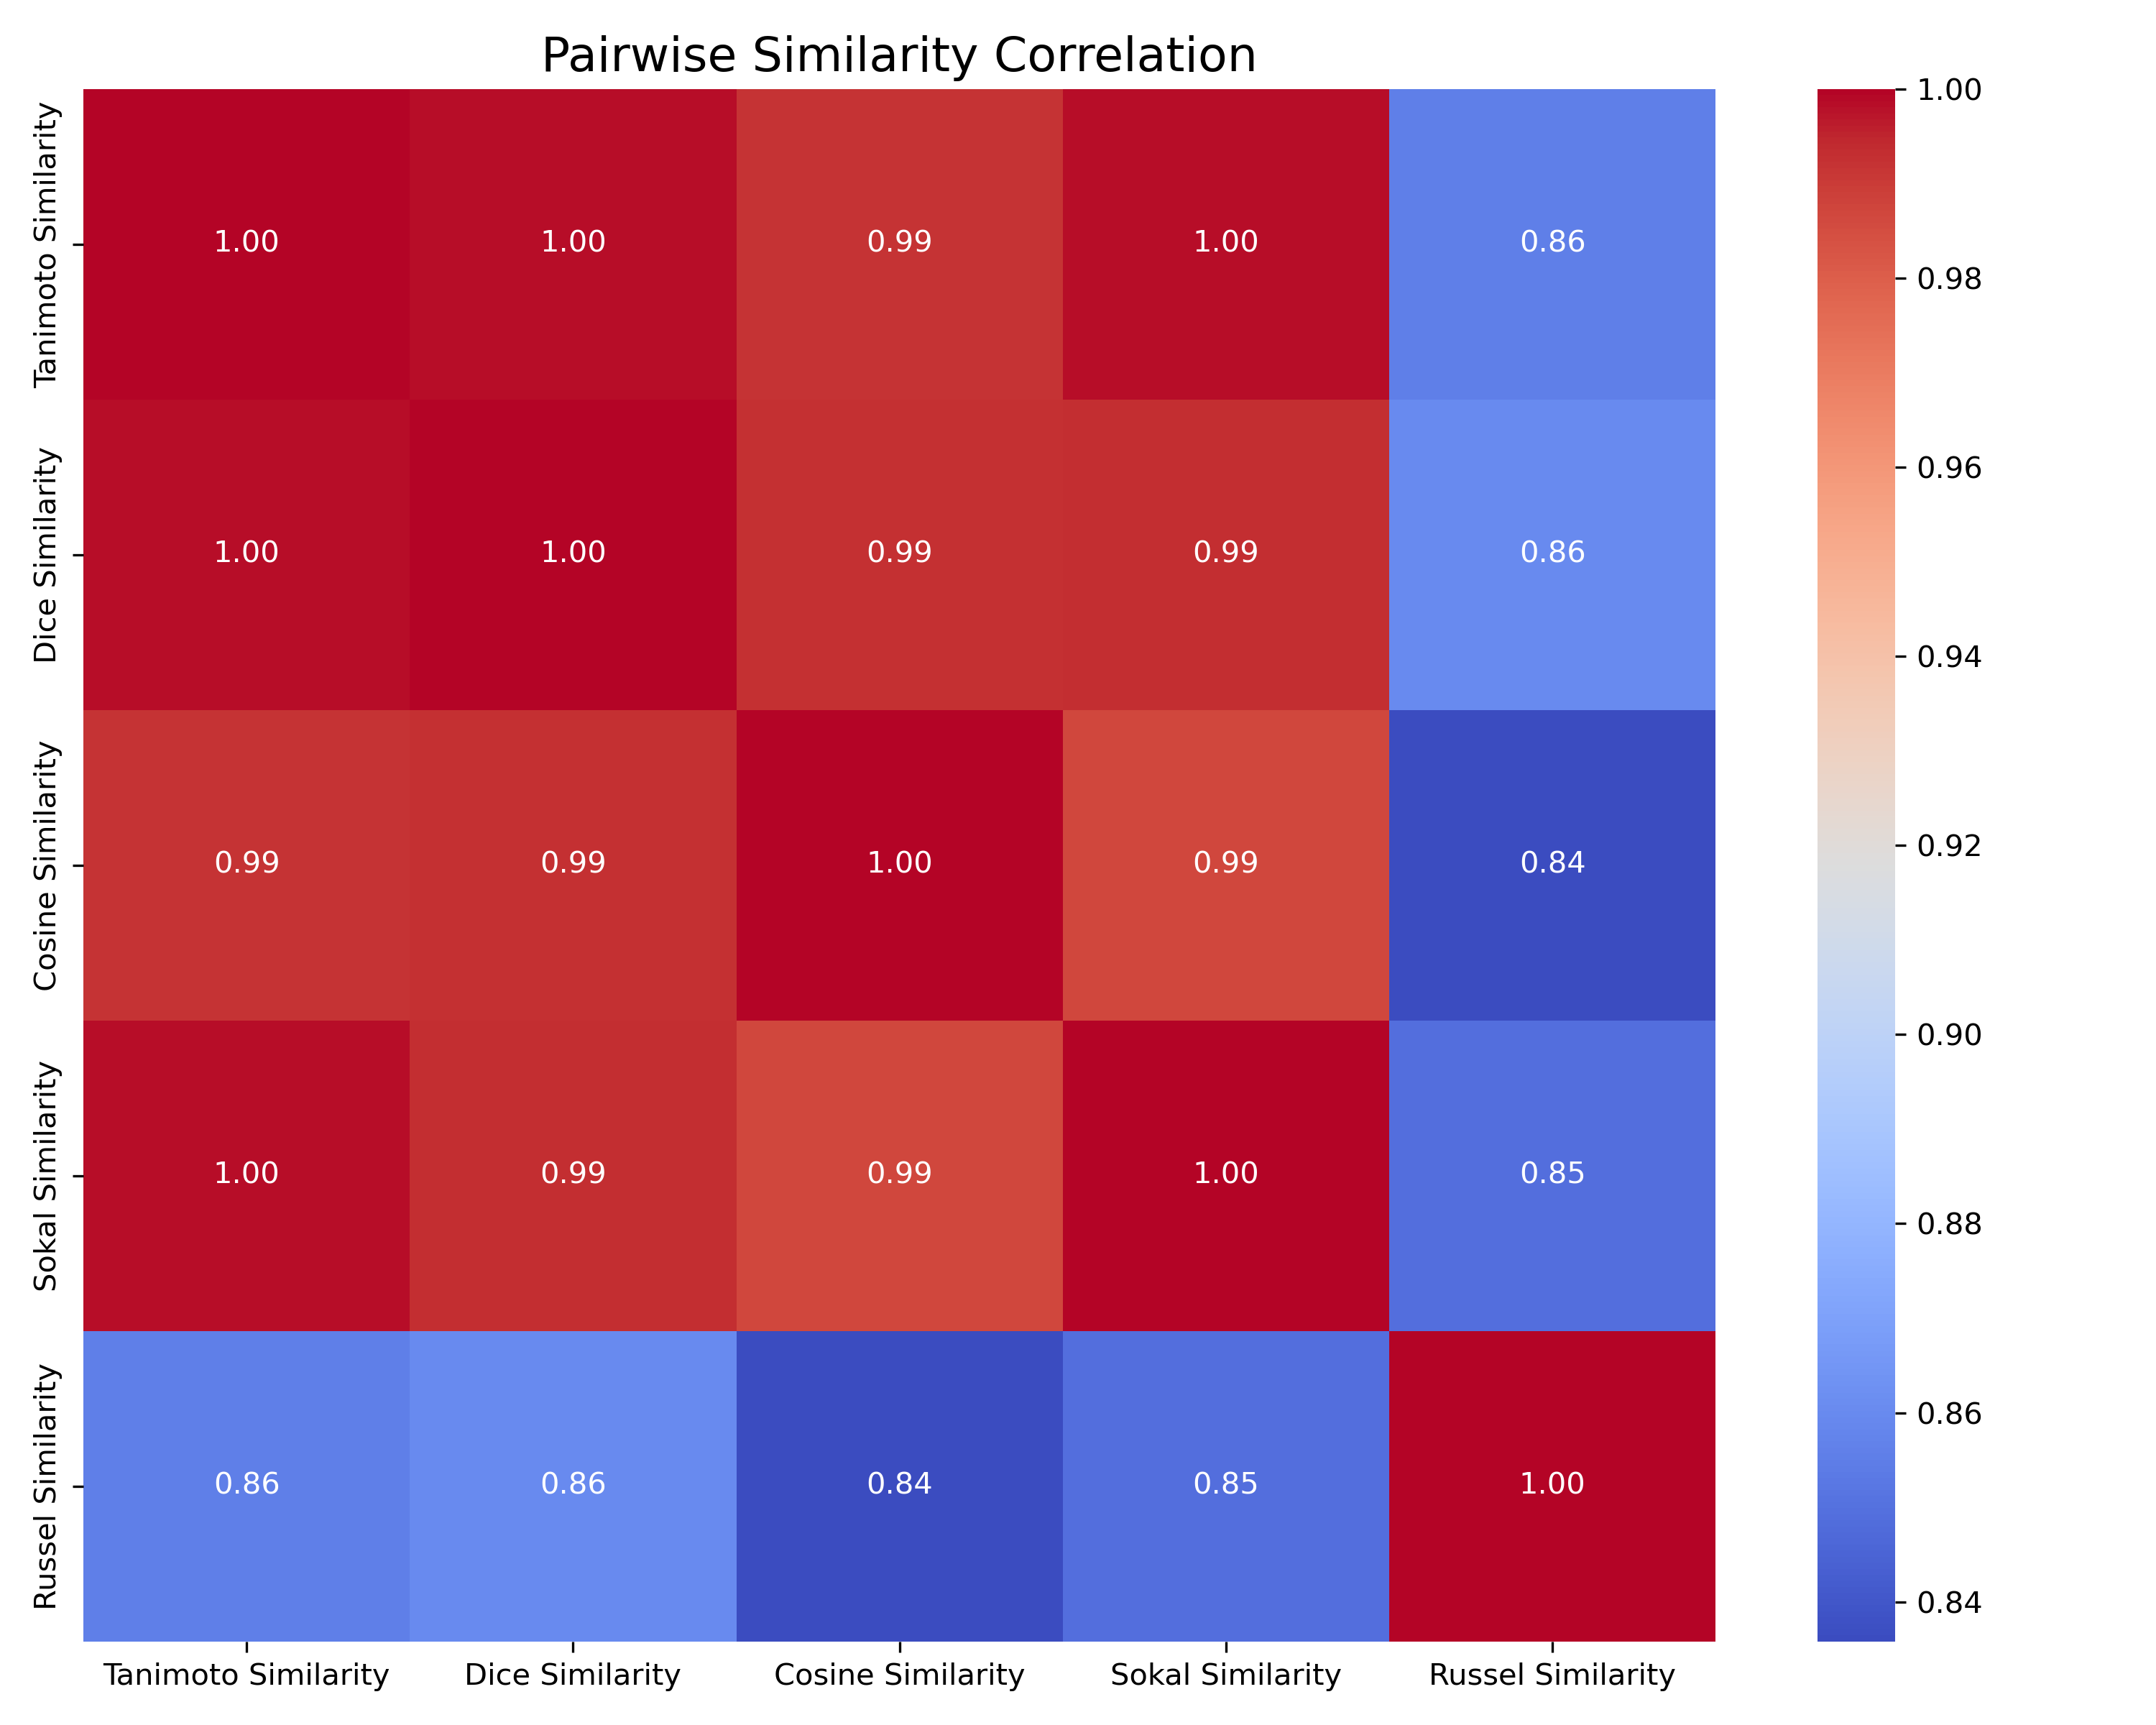 Pairwise Similarity Correlation
Tanimoto Similarity
1.00 1.00 0.99 1.00 0.86
Dice Similarity
1.00 1.00 0.99 0.99 0.86
Cosine Similarity
0.99 0.99 1.00 0.99 0.84
Sokal Similarity
1.00 0.99 0.99 1.00 0.85
Russel Similarity
0.86 0.86 0.84 0.85 1.00
Tanimoto Similarity Dice Similarity Cosine Similarity Sokal Similarity Russel Similarity
1.00
0.98
0.96
0.94
0.92
0.90
0.88
0.86
0.84